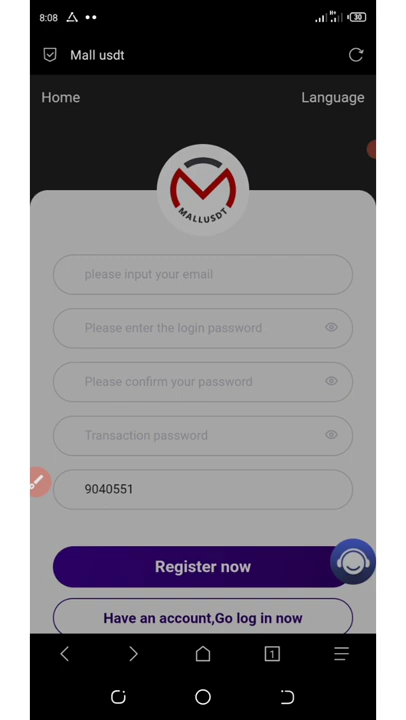 8:08
30
Mall usdt
Home
Language
MALLUSDT
please input your email
Please enter the login password
Please confirm your password
Transaction password
9040551
Register now
Have an account,Go log in now
1